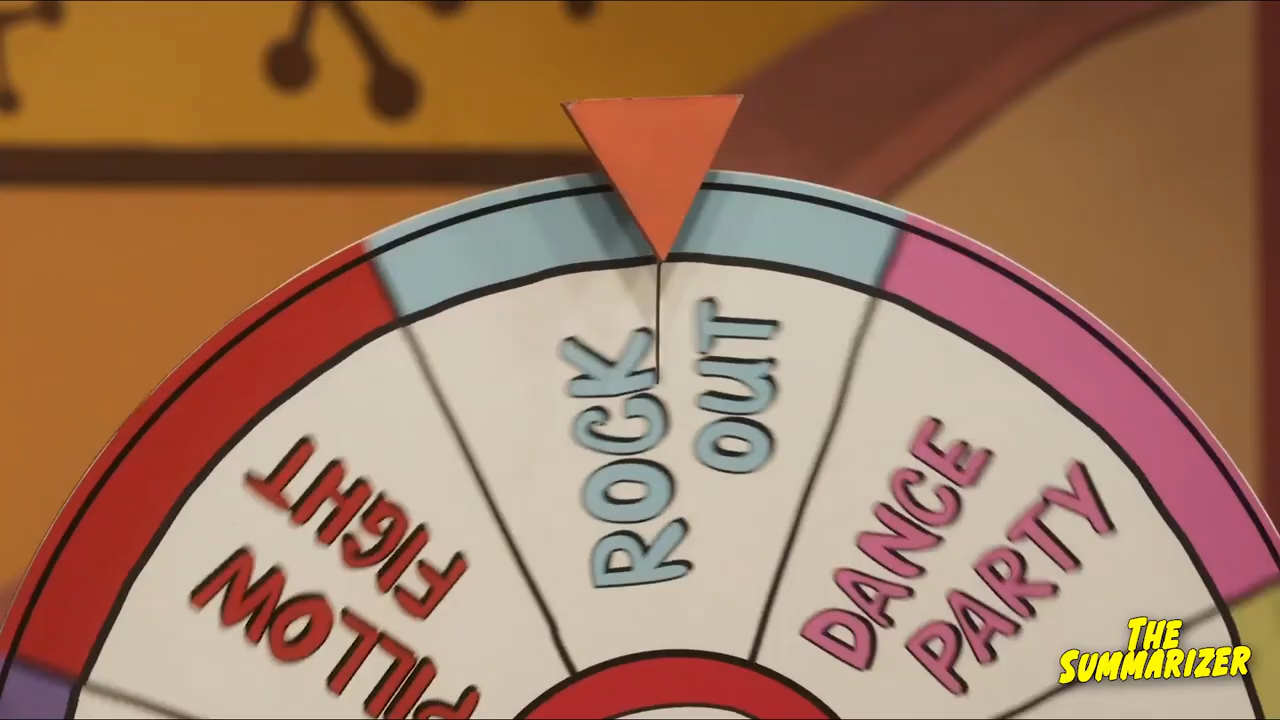 PILLOW
FIGHT
ROCK
OUT
DANCE
PARTY
THE
SUMMARIZER